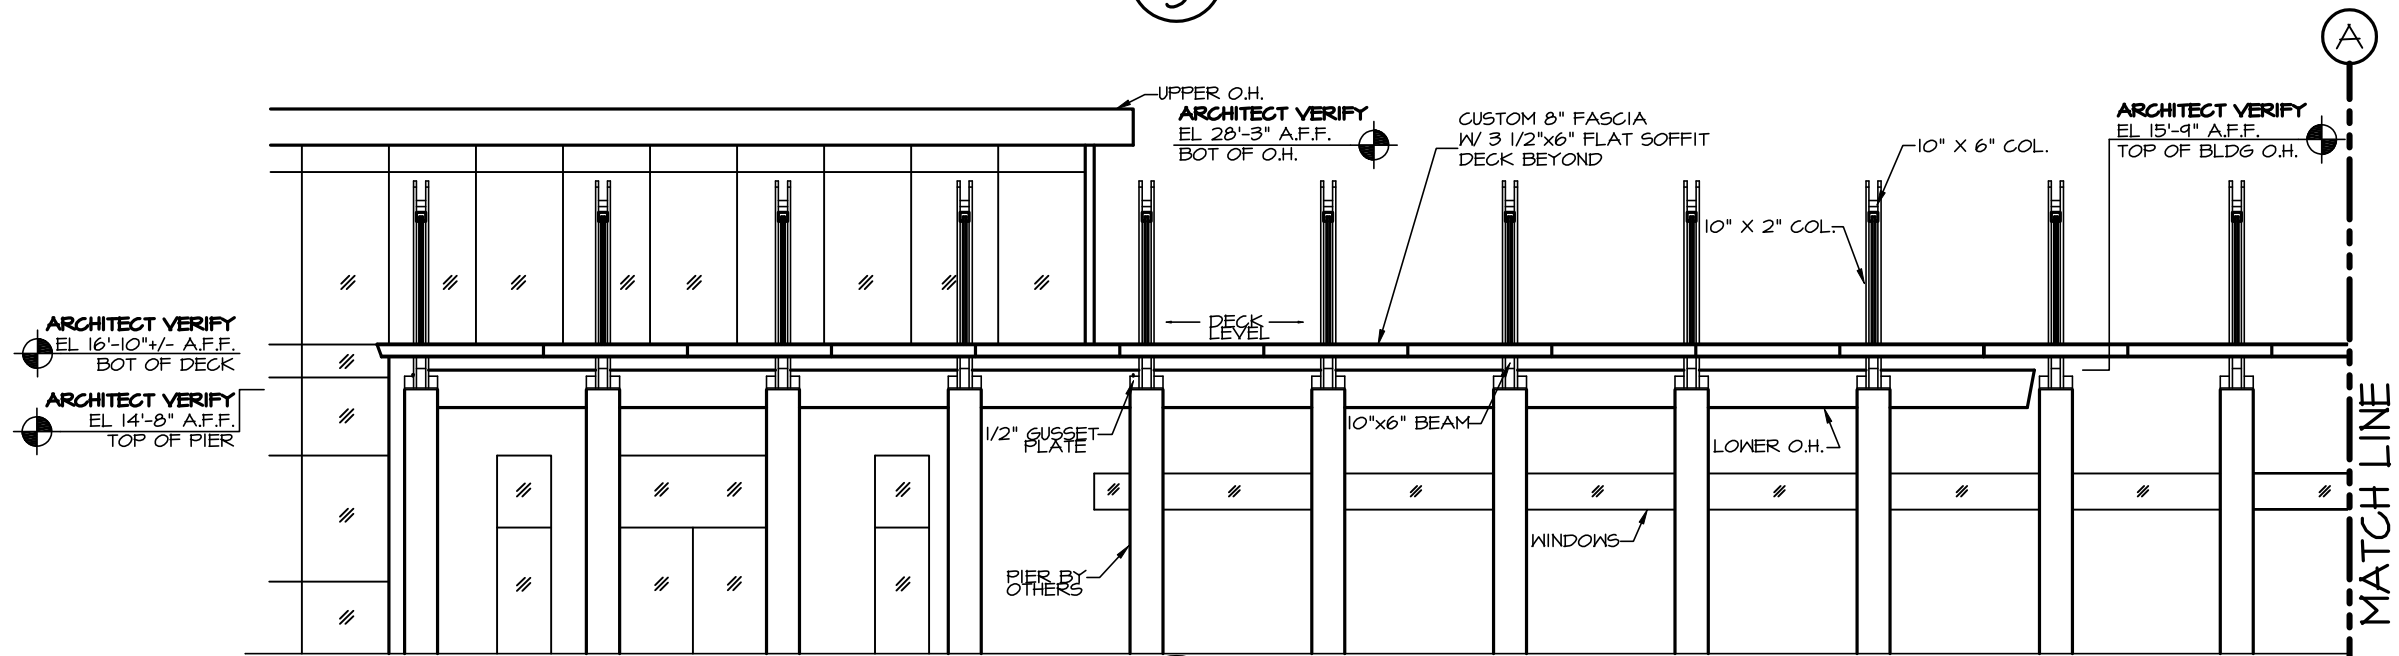 A
UPPER O.H.
ARCHITECT VERIFY
EL 28'-3" A.F.F.
BOT OF O.H.
CUSTOM 8" FASCIA
W/ 3 1/2"x6" FLAT SOFFIT
DECK BEYOND
10" X 6" COL.
ARCHITECT VERIFY
EL 15'-9" A.F.F.
TOP OF BLDG O.H.
10" X 2" COL.
DECK
LEVEL
ARCHITECT VERIFY
EL 16'-10"+/- A.F.F.
BOT OF DECK
ARCHITECT VERIFY
EL 14'-8" A.F.F.
TOP OF PIER
1/2" GUSSET
PLATE
10"x6" BEAM
LOWER O.H.
WINDOWS
PIER BY
OTHERS
MATCH LINE